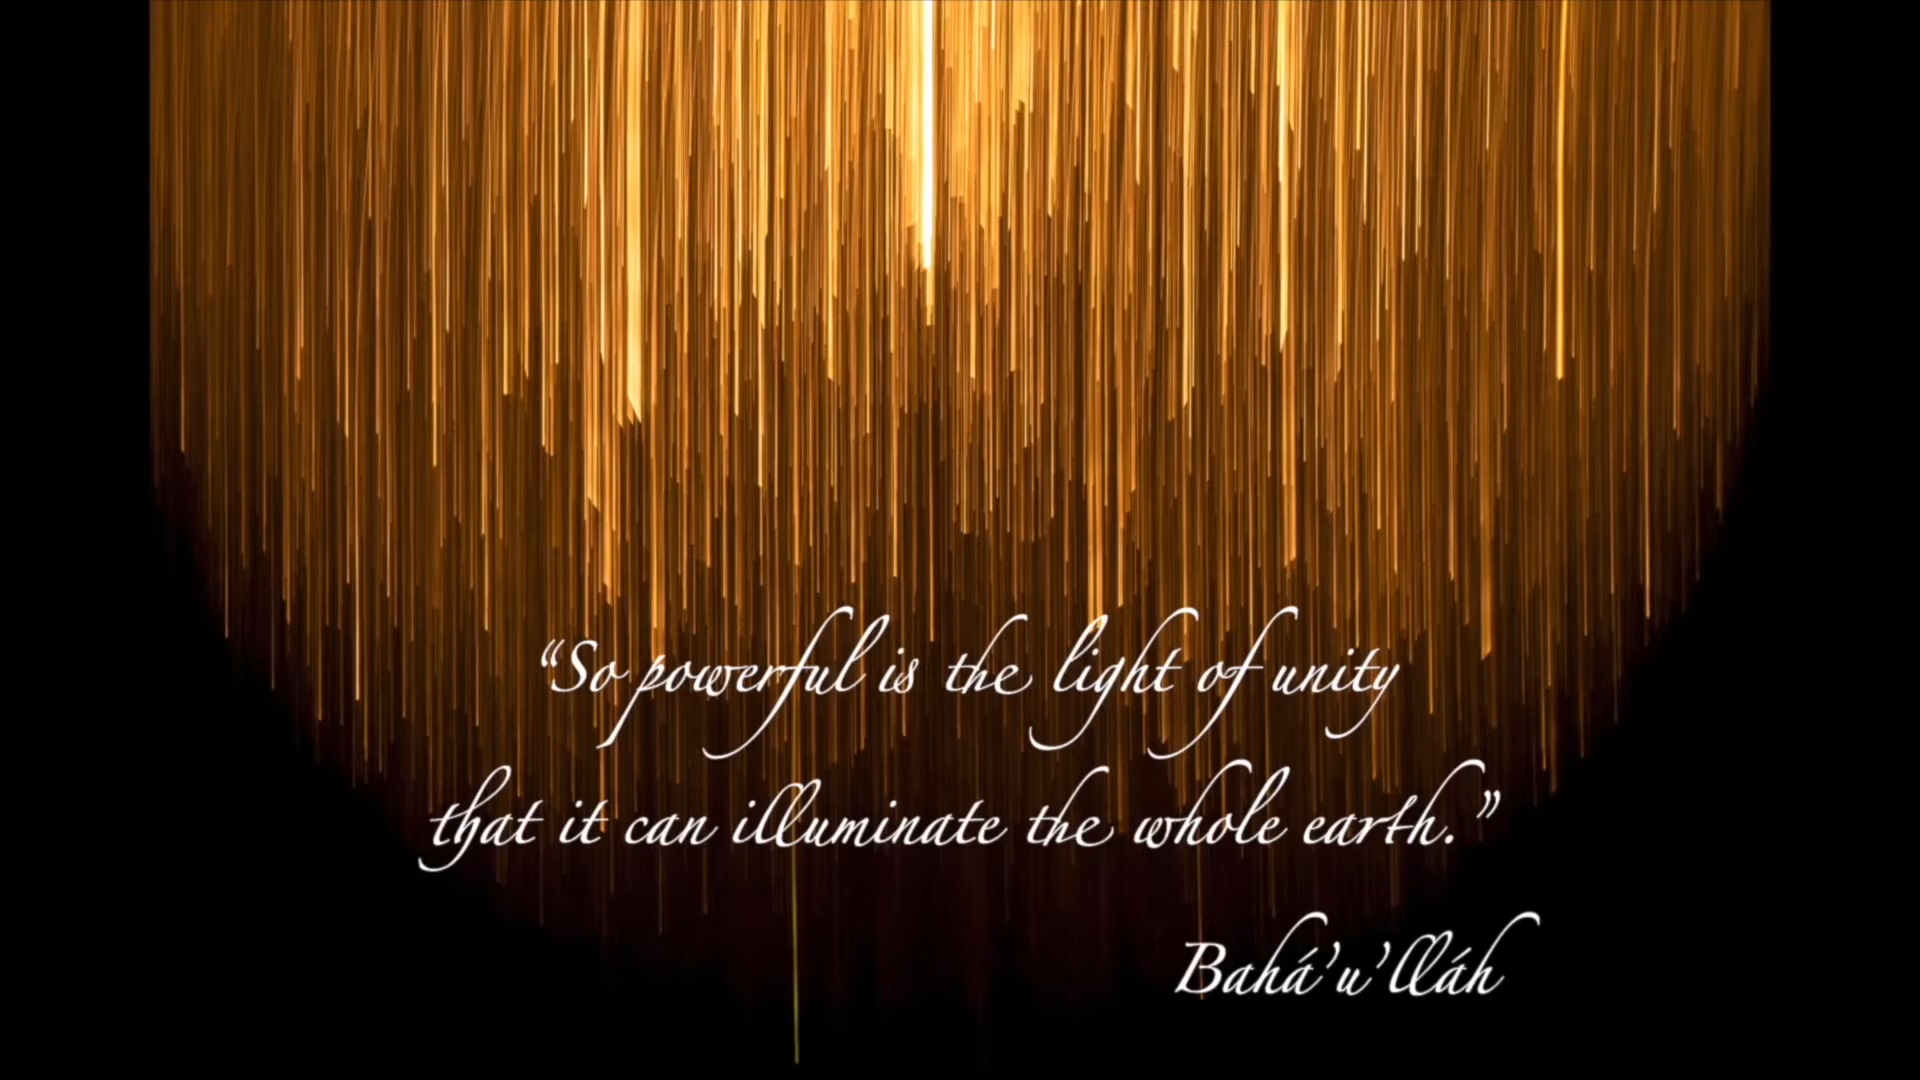 “So powerful is the light of unity
that it can illuminate the whole earth.”
Bahá’u’lláh